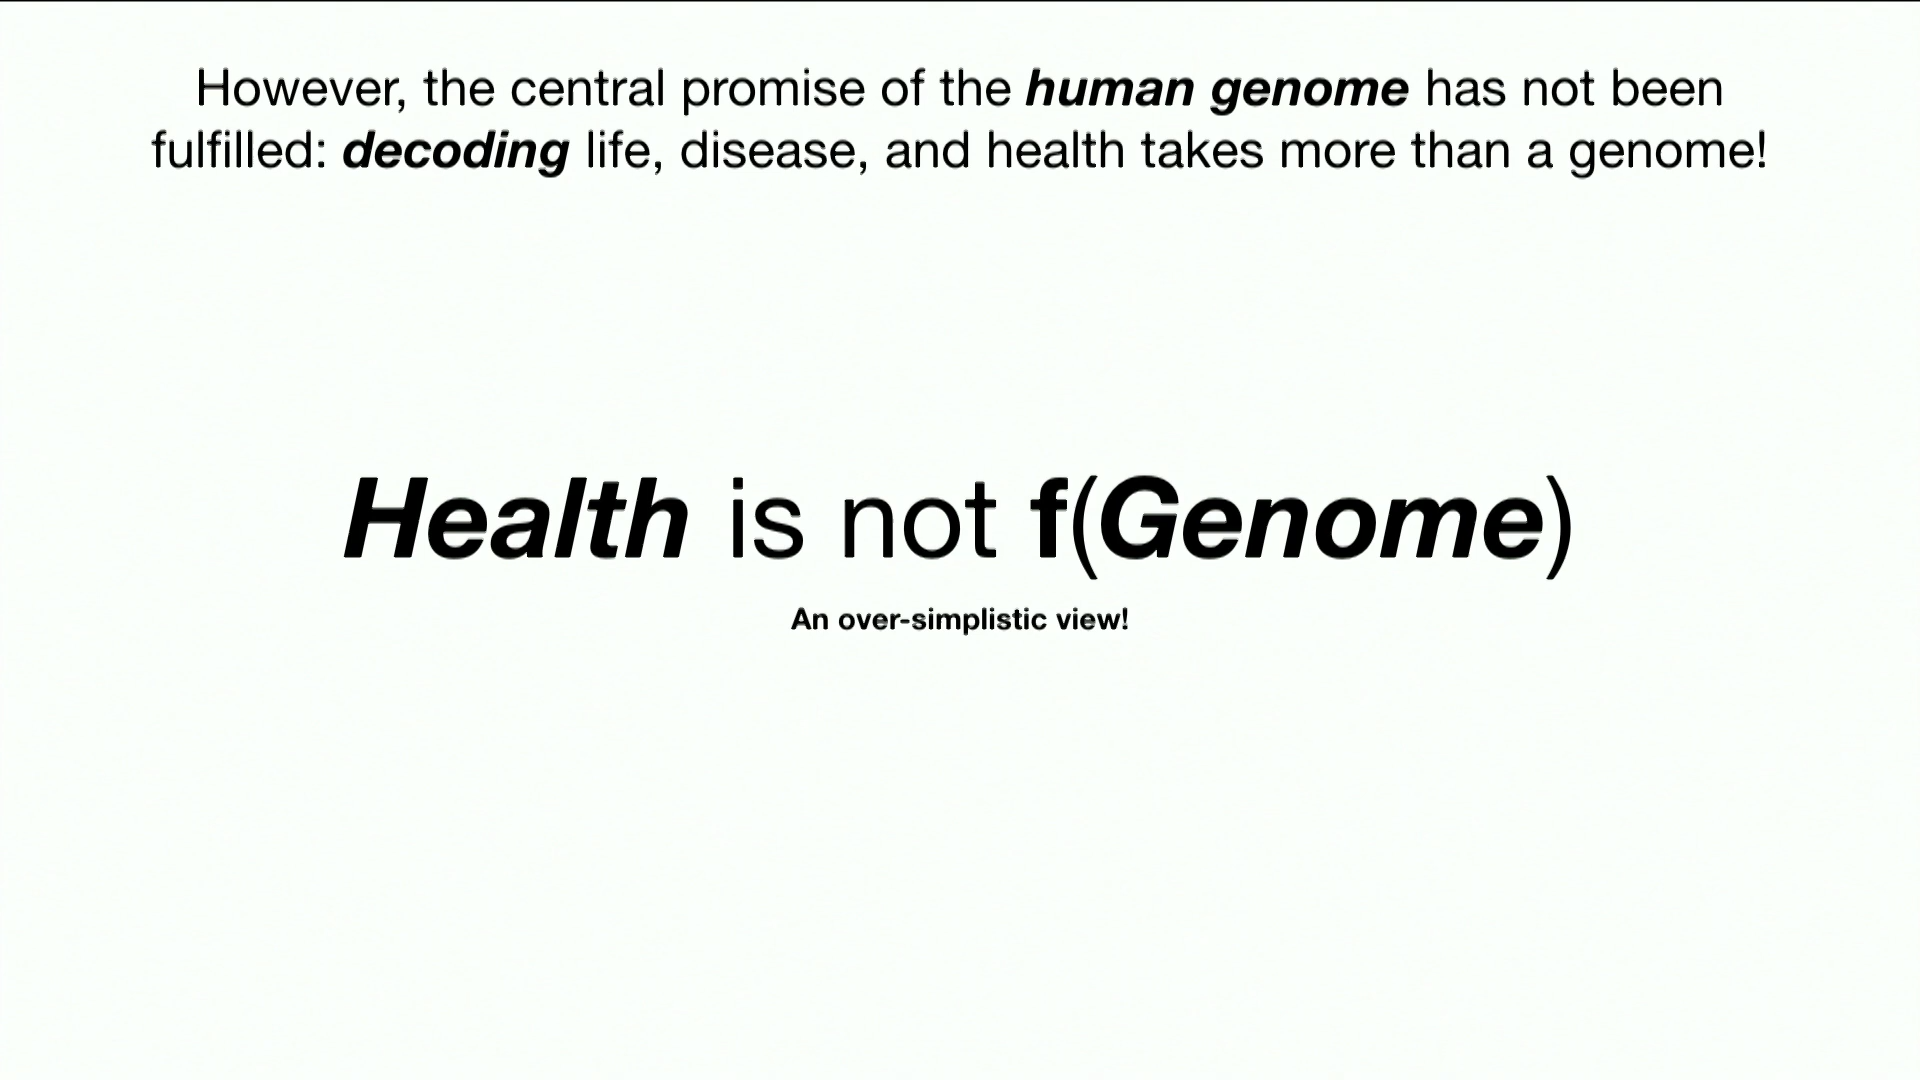 However, the central promise of the human genome has not been
fulfilled: decoding life, disease, and health takes more than a genome!
Health is not f(Genome)
An over-simplistic view!